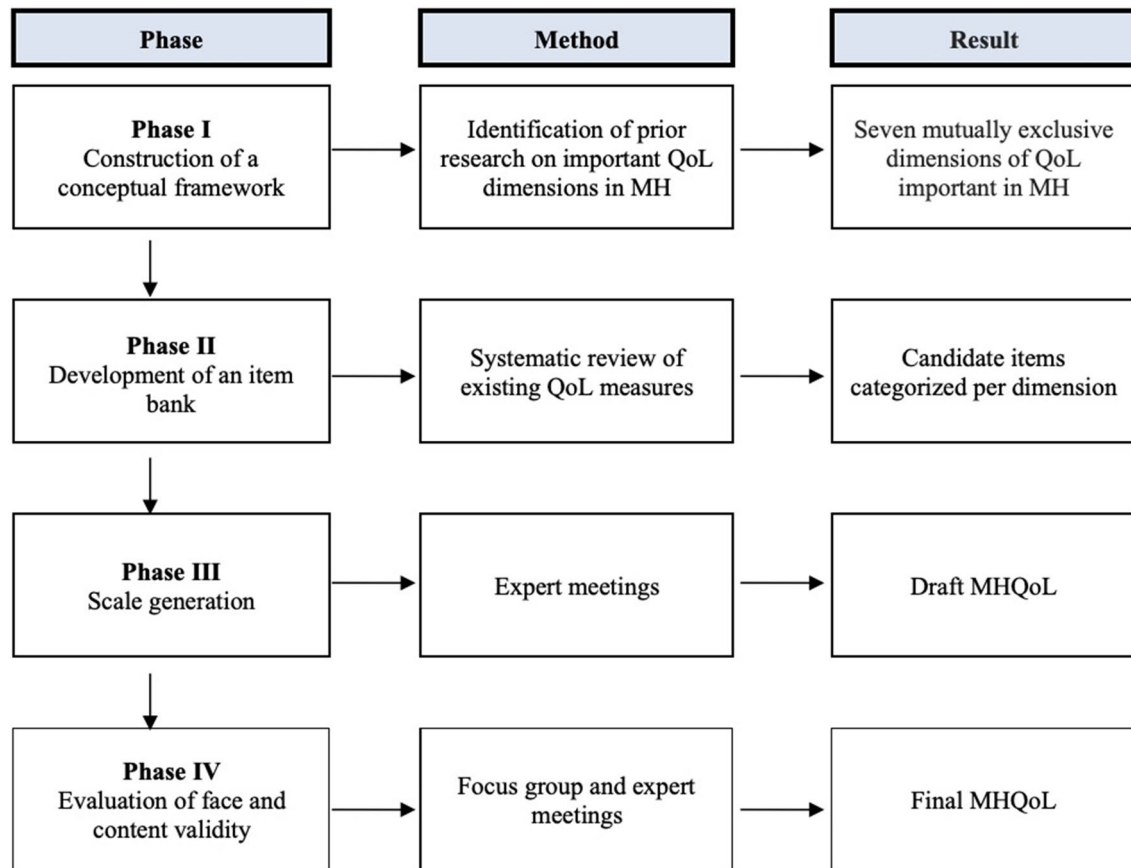 Phase
Method
Result
Phase I
Construction of a
conceptual framework
Identification of prior
research on important QoL
dimensions in MH
Seven mutually exclusive
dimensions of QoL
important in MH
Phase II
Development of an item
bank
Systematic review of
existing QoL measures
Candidate items
categorized per dimension
Phase III
Scale generation
Expert meetings
Draft MHQoL
Phase IV
Evaluation of face and
content validity
Focus group and expert
meetings
Final MHQoL